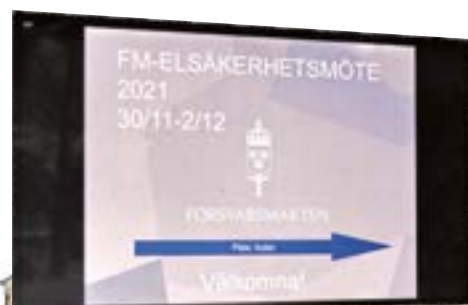 FM-ELSÄKERHETSMÖTE
2021
30/11-2/12
FÖRSVARSMAKTEN
Välkomna!